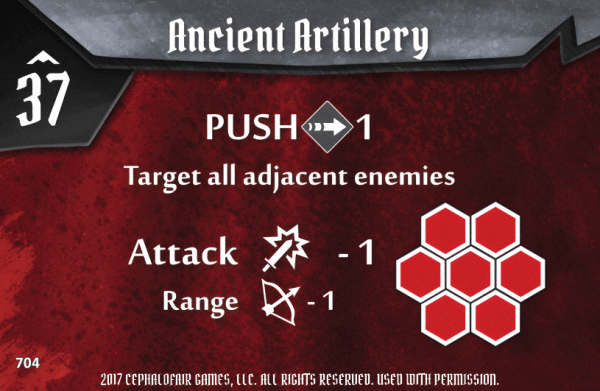 Ancient Artillery
37
PUSH 1
Target all adjacent enemies
Attack - 1
Range - 1
704
2017 CEPHALOFAIR GAMES, LLC. ALL RIGHTS RESERVED. USED WITH PERMISSION.